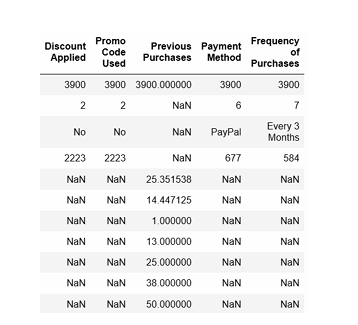 Discount Applied Promo Code Used Previous Purchases Payment Method Frequency of Purchases
3900 3900 3900.000000 3900 3900
2 2 NaN 6 7
No No NaN PayPal Every 3 Months
2223 2223 NaN 677 584
NaN NaN 25.351538 NaN NaN
NaN NaN 14.447125 NaN NaN
NaN NaN 1.000000 NaN NaN
NaN NaN 13.000000 NaN NaN
NaN NaN 25.000000 NaN NaN
NaN NaN 38.000000 NaN NaN
NaN NaN 50.000000 NaN NaN